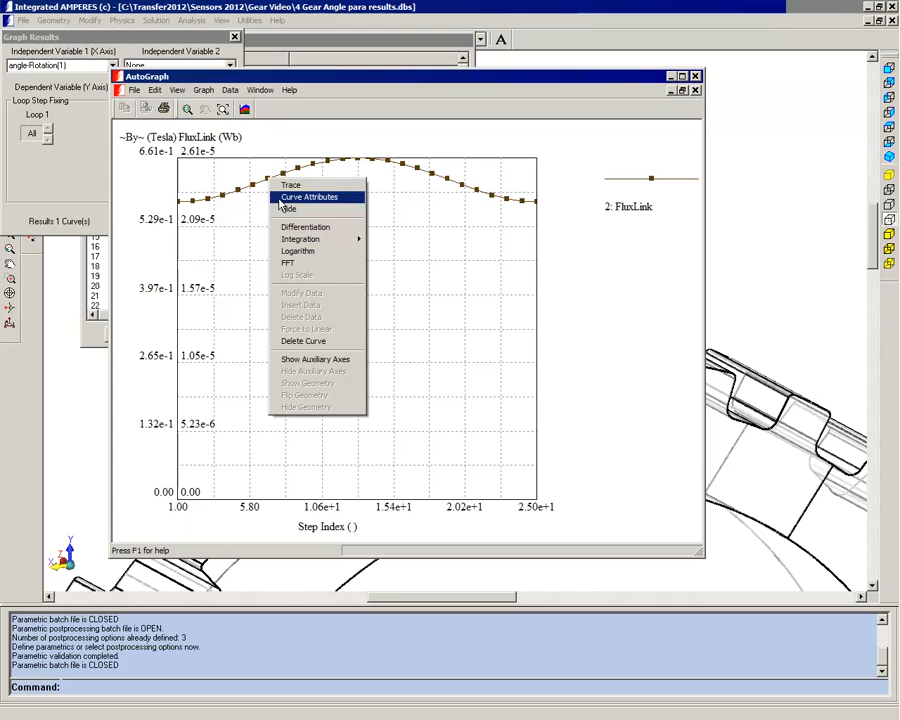 Integrated AMPERES (c) - [C:\Transfer2012\Sensors 2012\Gear Video\4 Gear Angle para results.dbs]
File Geometry Modify Physics Solution Analysis View Utilities Help
Graph Results
Independent Variable 1 (X Axis) Independent Variable 2
angle-Rotation(1) None
Dependent Variable (Y Axis)
Loop Step Fixing
Loop 1
All
Results 1 Curve(s)
15
16
17
18
19
20
21
22
A
AutoGraph
File Edit View Graph Data Window Help
~By~ (Tesla) FluxLink (Wb)
6.61e-1 2.61e-5
5.29e-1 2.09e-5
3.97e-1 1.57e-5
2.65e-1 1.05e-5
1.32e-1 5.23e-6
0.00 0.00
1.00 5.80 1.06e+1 1.54e+1 2.02e+1 2.50e+1
Step Index ( )
2: FluxLink
Trace
Curve Attributes
Hide
Differentiation
Integration
Logarithm
FFT
Log Scale
Modify Data
Insert Data
Delete Data
Force to Linear
Delete Curve
Show Auxiliary Axes
Hide Auxiliary Axes
Show Geometry
Flip Geometry
Hide Geometry
Press F1 for help
Y
Z
X
Parametric batch file is CLOSED
Parametric postprocessing batch file is OPEN.
Number of postprocessing options already defined: 3
Define parametrics or select postprocessing options now.
Parametric validation completed.
Parametric batch file is CLOSED
Command: